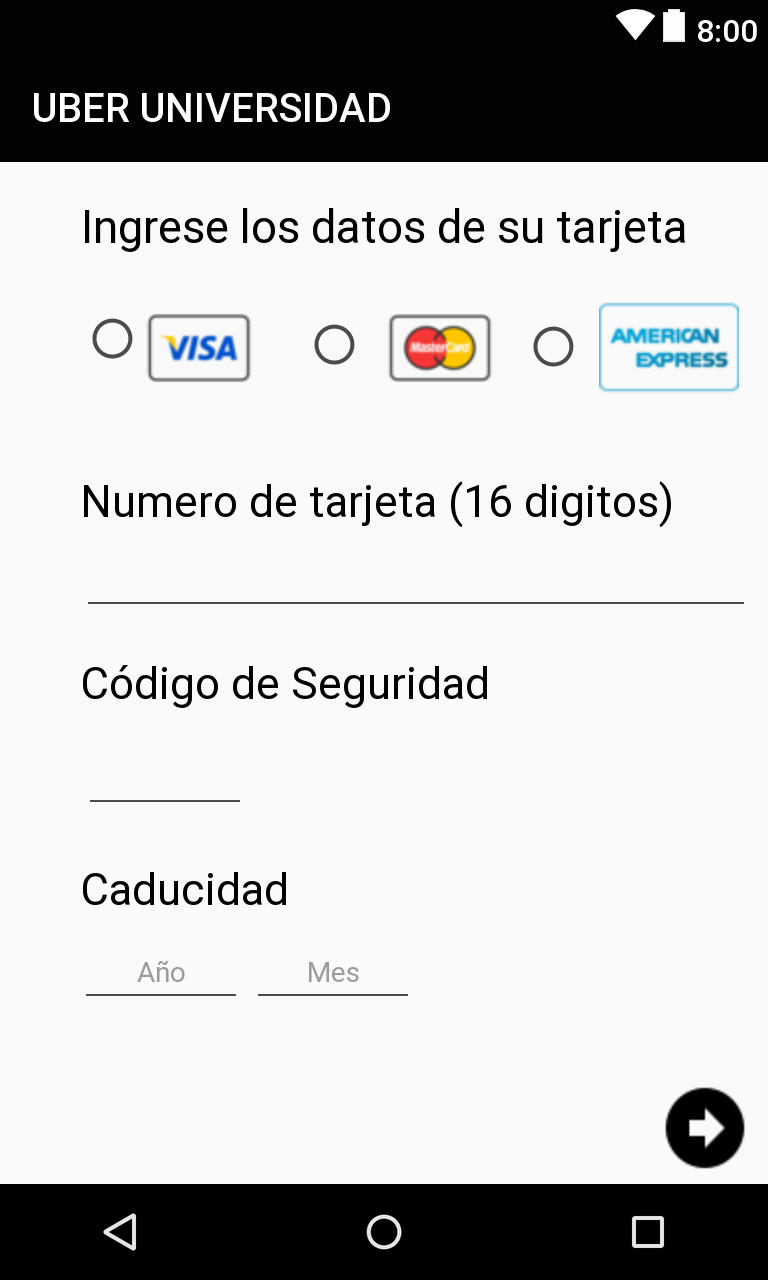 8:00
UBER UNIVERSIDAD
Ingrese los datos de su tarjeta
VISA
MasterCard
AMERICAN
EXPRESS
Numero de tarjeta (16 digitos)
Código de Seguridad
Caducidad
Año Mes